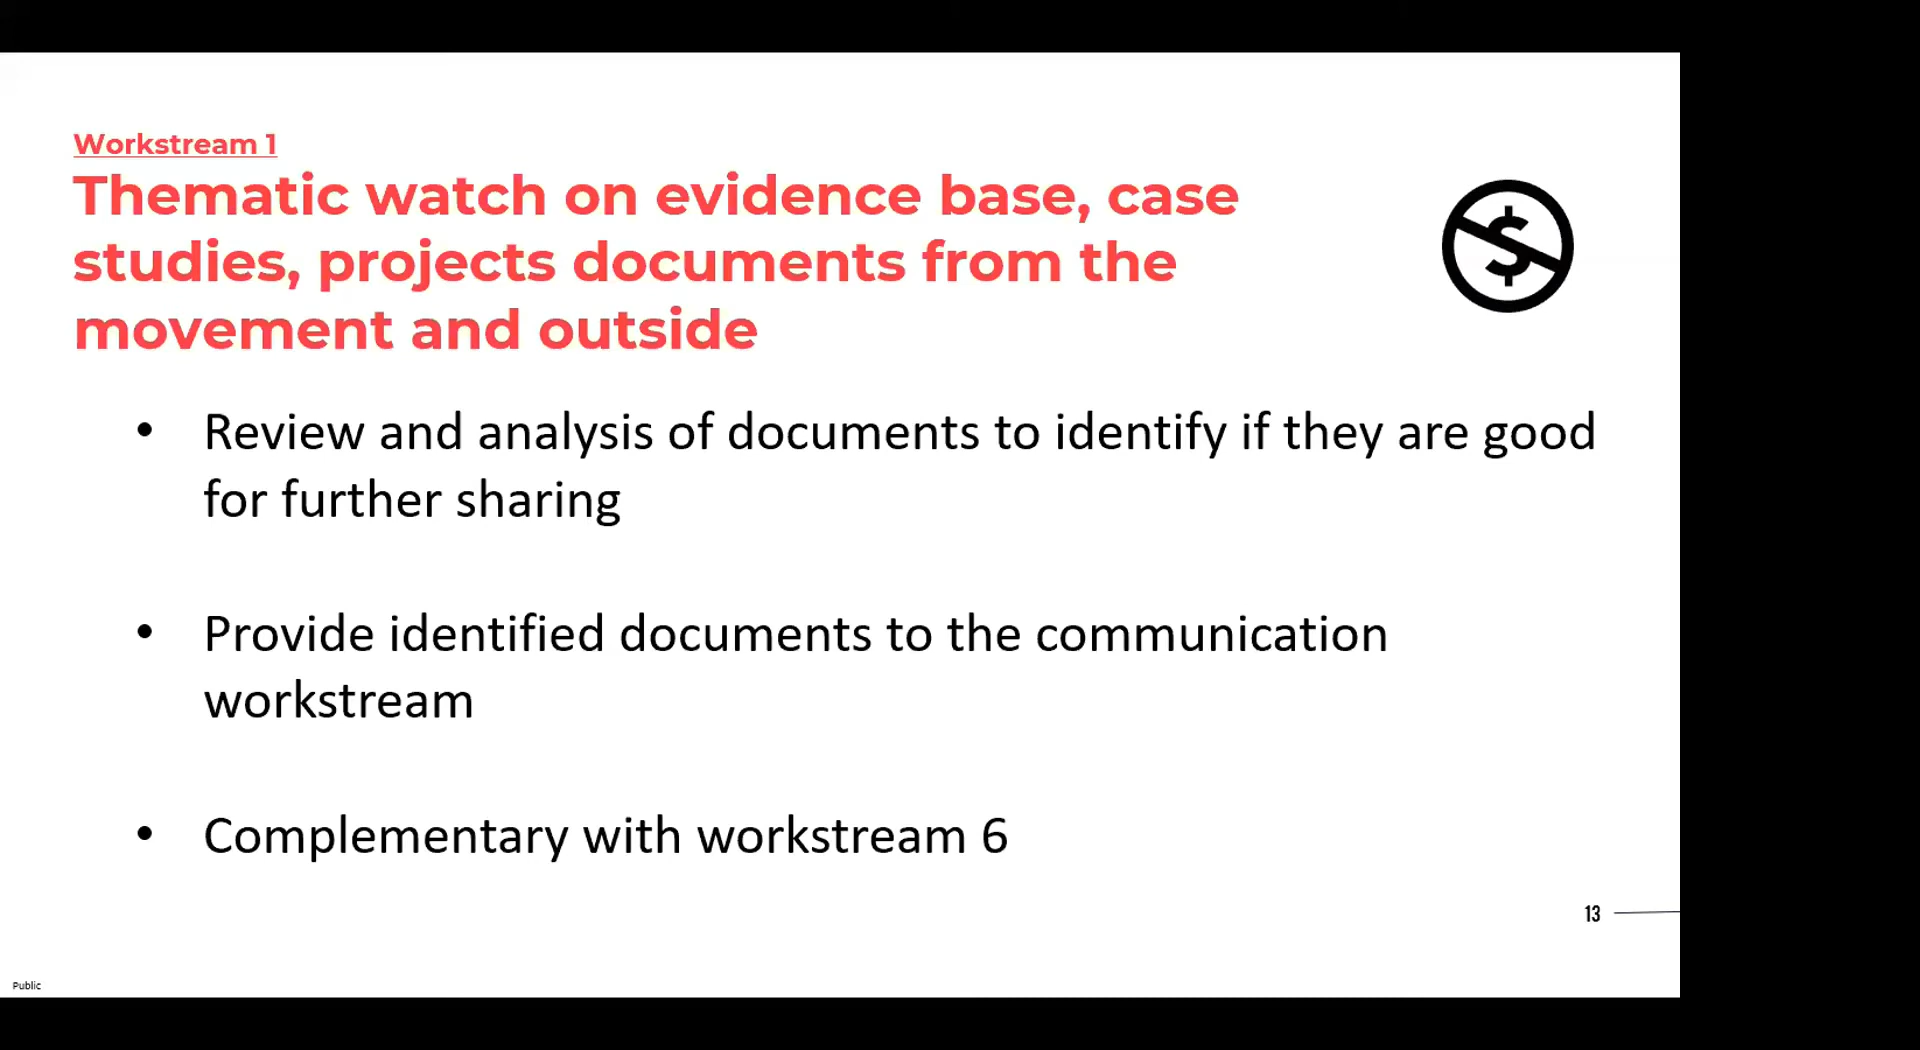 Workstream 1
Thematic watch on evidence base, case
studies, projects documents from the
movement and outside
$
• Review and analysis of documents to identify if they are good
for further sharing
• Provide identified documents to the communication
workstream
• Complementary with workstream 6
13
Public